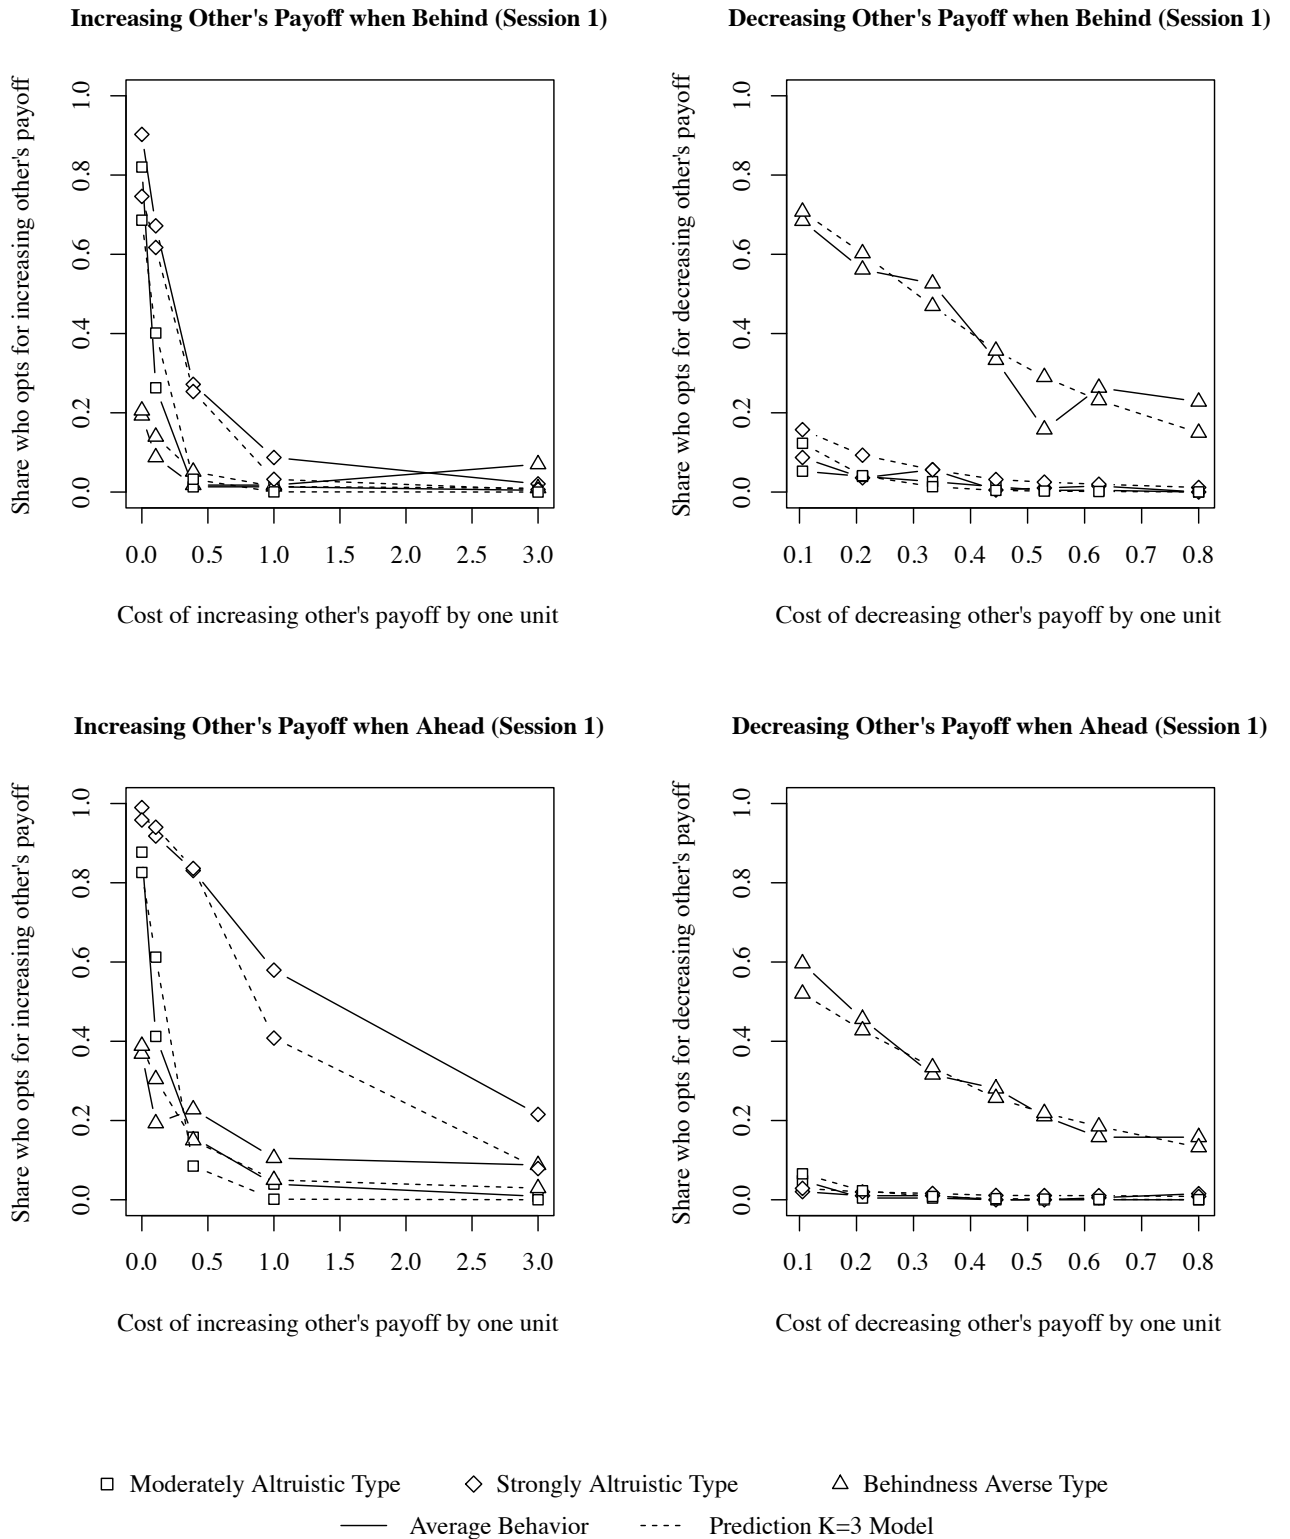 Increasing Other's Payoff when Behind (Session 1)
Share who opts for increasing other's payoff
1.0
0.8
0.6
0.4
0.2
0.0
0.0 0.5 1.0 1.5 2.0 2.5 3.0
Cost of increasing other's payoff by one unit
Decreasing Other's Payoff when Behind (Session 1)
Share who opts for decreasing other's payoff
1.0
0.8
0.6
0.4
0.2
0.0
0.1 0.2 0.3 0.4 0.5 0.6 0.7 0.8
Cost of decreasing other's payoff by one unit
Increasing Other's Payoff when Ahead (Session 1)
Share who opts for increasing other's payoff
1.0
0.8
0.6
0.4
0.2
0.0
0.0 0.5 1.0 1.5 2.0 2.5 3.0
Cost of increasing other's payoff by one unit
Decreasing Other's Payoff when Ahead (Session 1)
Share who opts for decreasing other's payoff
1.0
0.8
0.6
0.4
0.2
0.0
0.1 0.2 0.3 0.4 0.5 0.6 0.7 0.8
Cost of decreasing other's payoff by one unit
Moderately Altruistic Type Strongly Altruistic Type Behindness Averse Type
Average Behavior Prediction K=3 Model